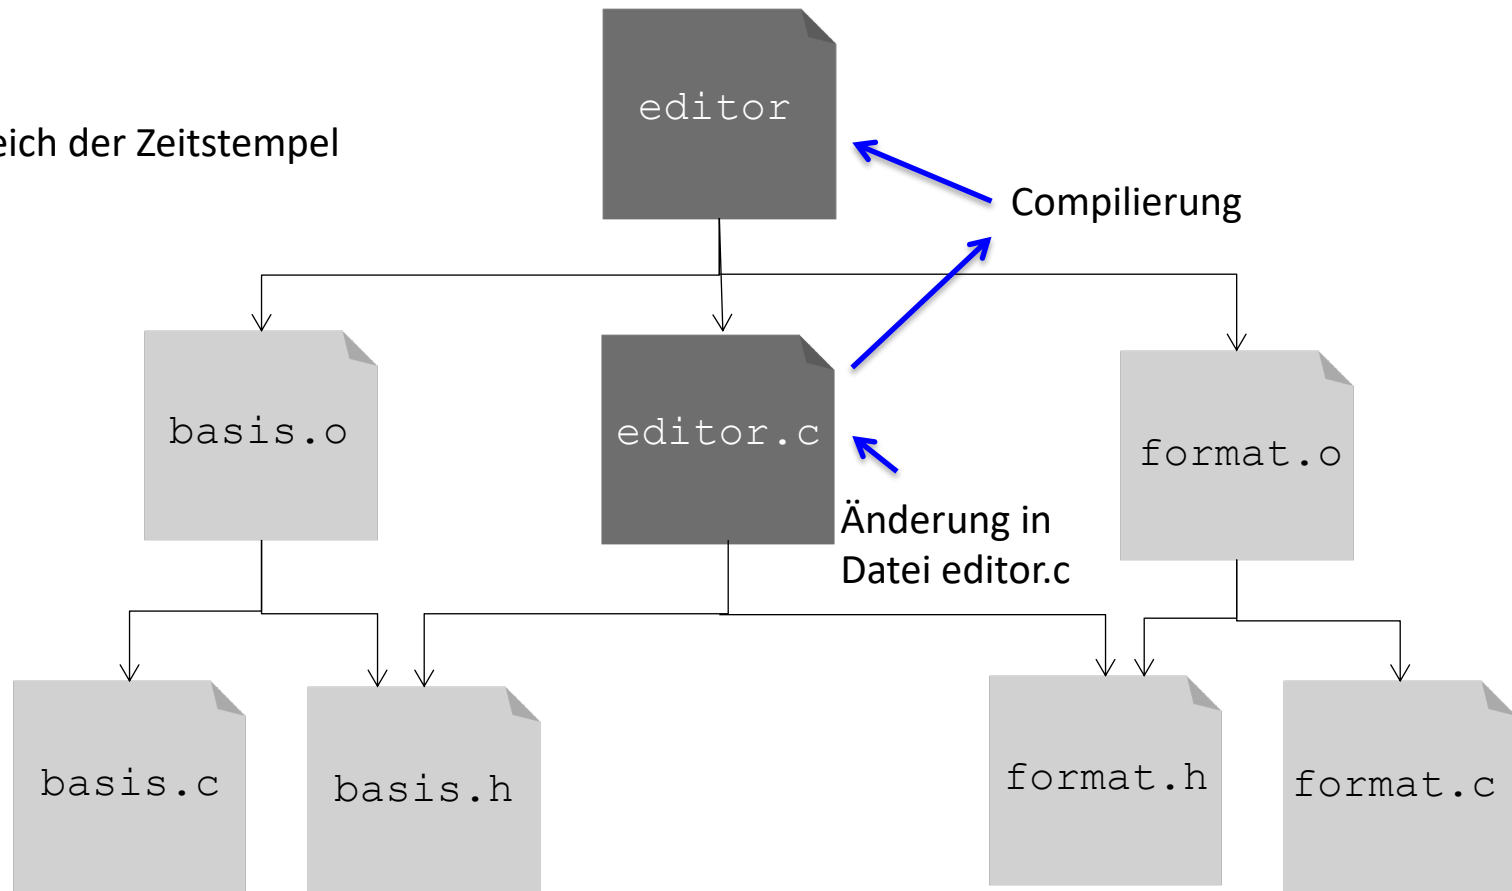 editor
eich der Zeitstempel
Compilierung
basis.o
editor.c
format.o
Änderung in
Datei editor.c
basis.c
basis.h
format.h
format.c